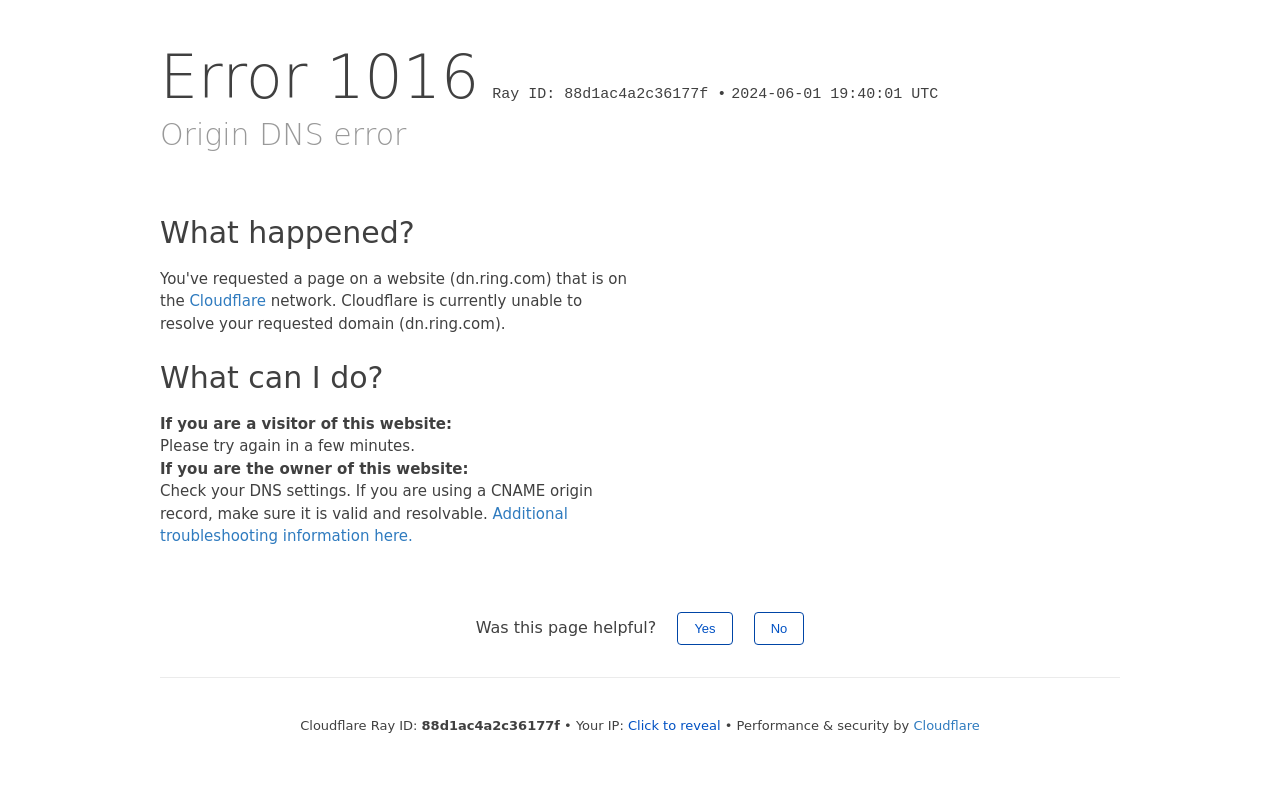 Error 1016 Ray ID: 88d1ac4a2c36177f • 2024-06-01 19:40:01 UTC
Origin DNS error
What happened?
You've requested a page on a website (dn.ring.com) that is on
the Cloudflare network. Cloudflare is currently unable to
resolve your requested domain (dn.ring.com).
What can I do?
If you are a visitor of this website:
Please try again in a few minutes.
If you are the owner of this website:
Check your DNS settings. If you are using a CNAME origin
record, make sure it is valid and resolvable. Additional
troubleshooting information here.
Was this page helpful? Yes No
Cloudflare Ray ID: 88d1ac4a2c36177f • Your IP: Click to reveal • Performance & security by Cloudflare